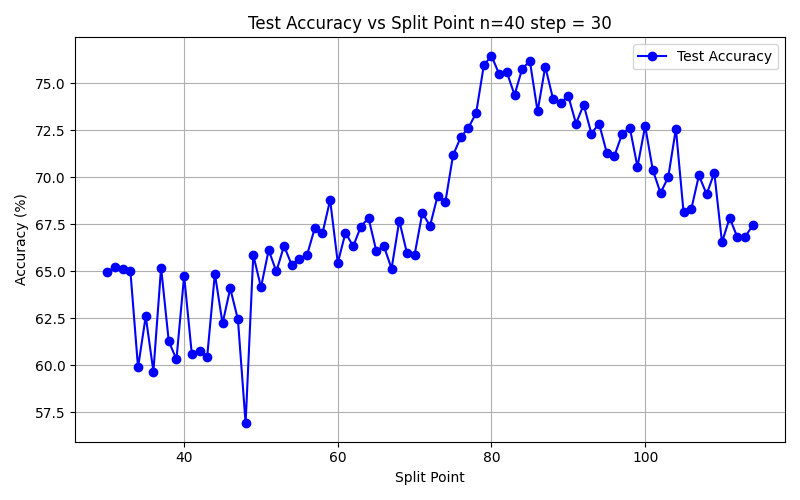 Test Accuracy vs Split Point n=40 step = 30
Test Accuracy
75.0
72.5
70.0
67.5
65.0
62.5
60.0
57.5
Accuracy (%)
40 60 80 100
Split Point